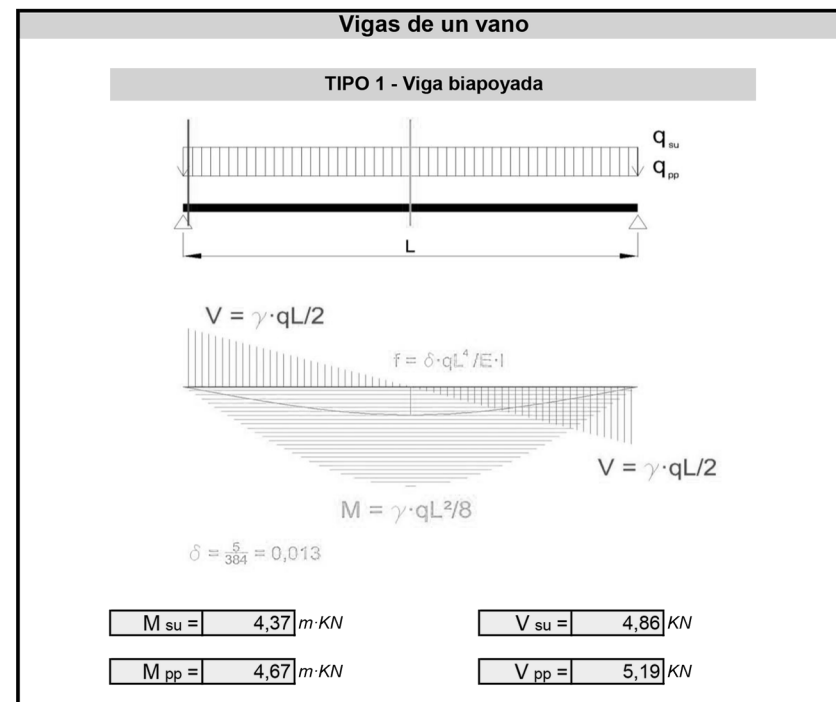 Vigas de un vano
TIPO 1 - Viga biapoyada
q su
q pp
L
V = γ·qL/2
f = δ·qL⁴/E·I
V = γ·qL/2
M = γ·qL²/8
δ = 5/384 = 0,013
M su = 4,37 m·KN
V su = 4,86 KN
M pp = 4,67 m·KN
V pp = 5,19 KN